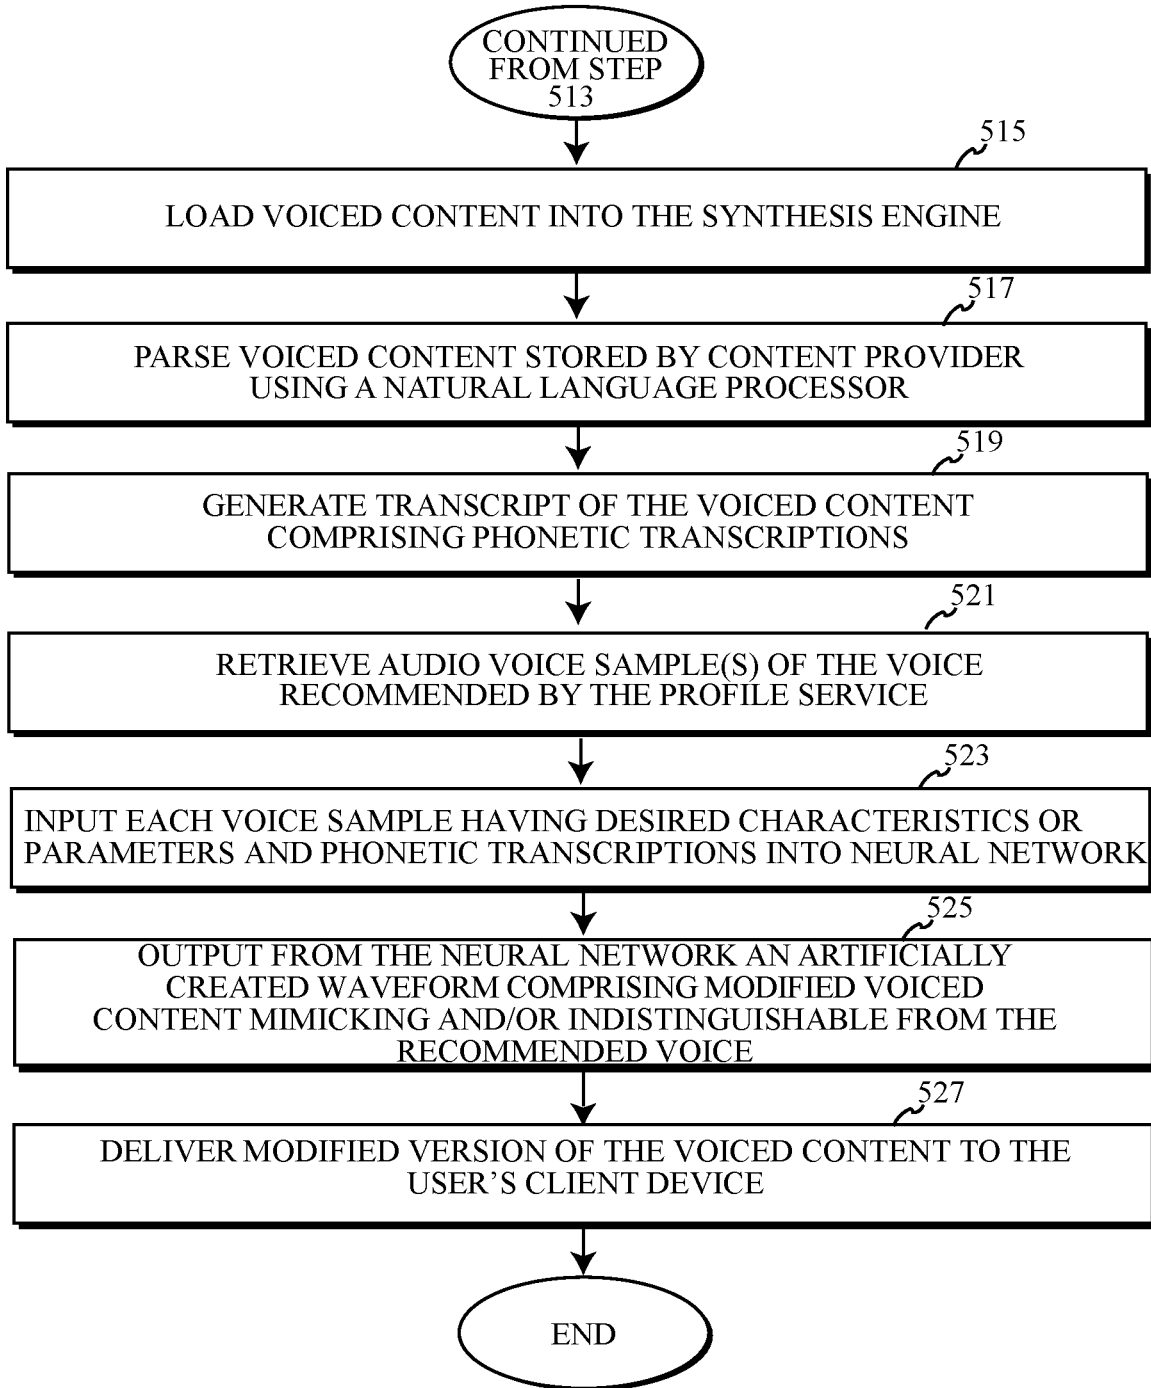 CONTINUED
FROM STEP
513
515
LOAD VOICED CONTENT INTO THE SYNTHESIS ENGINE
517
PARSE VOICED CONTENT STORED BY CONTENT PROVIDER
USING A NATURAL LANGUAGE PROCESSOR
519
GENERATE TRANSCRIPT OF THE VOICED CONTENT
COMPRISING PHONETIC TRANSCRIPTIONS
521
RETRIEVE AUDIO VOICE SAMPLE(S) OF THE VOICE
RECOMMENDED BY THE PROFILE SERVICE
523
INPUT EACH VOICE SAMPLE HAVING DESIRED CHARACTERISTICS OR
PARAMETERS AND PHONETIC TRANSCRIPTIONS INTO NEURAL NETWORK
525
OUTPUT FROM THE NEURAL NETWORK AN ARTIFICIALLY
CREATED WAVEFORM COMPRISING MODIFIED VOICED
CONTENT MIMICKING AND/OR INDISTINGUISHABLE FROM THE
RECOMMENDED VOICE
527
DELIVER MODIFIED VERSION OF THE VOICED CONTENT TO THE
USER'S CLIENT DEVICE
END